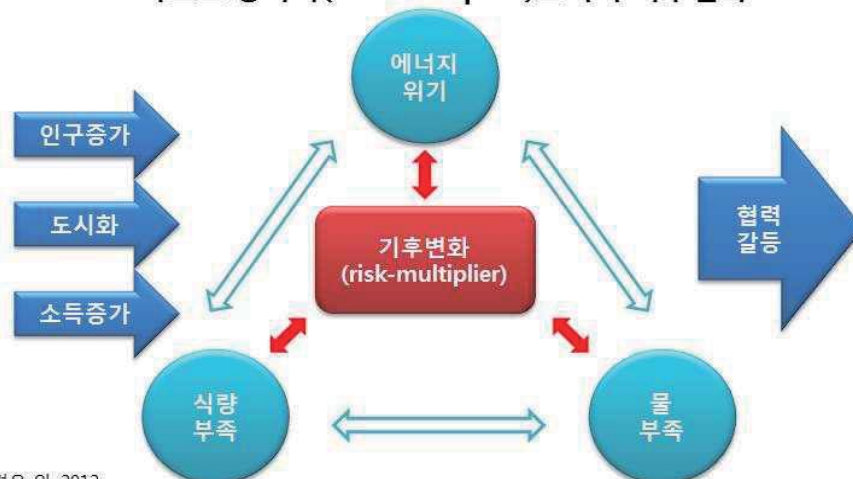 에너지
위기
인구증가
도시화
소득증가
기후변화
(risk-multiplier)
협력
갈등
식량
부족
물
부족
2012